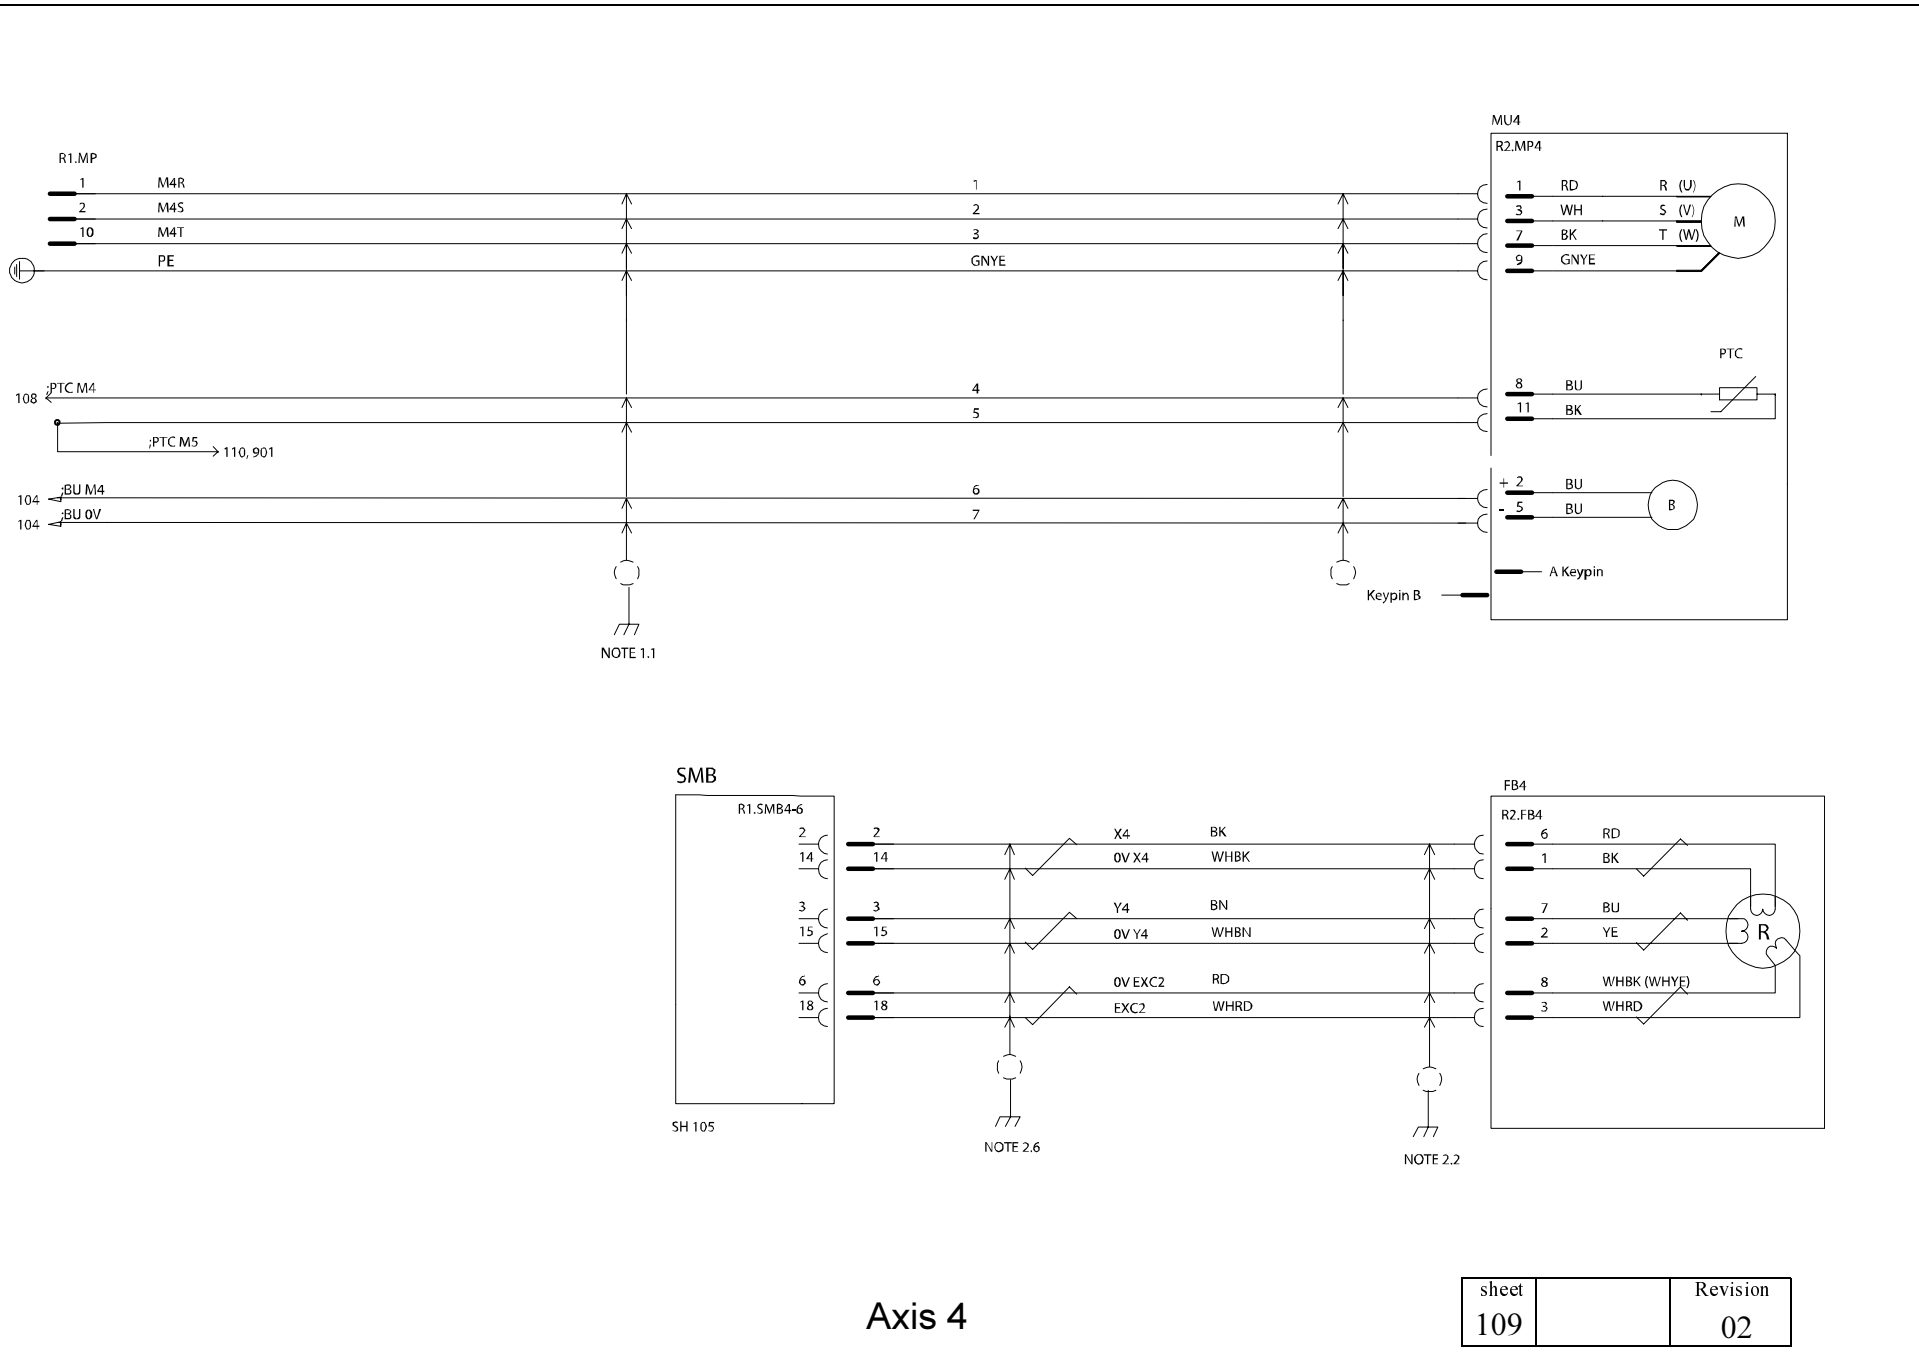 MU4
R2.MP4
R1.MP
1 M4R 1 1 RD R (U)
2 M4S 2 3 WH S (V) M
10 M4T 3 7 BK T (W)
PE GNYE 9 GNYE
PTC
;PTC M4 4 8 BU
108
5 11 BK
;PTC M5 110, 901
;BU M4 6 + 2 BU
104
;BU 0V 7 - 5 BU B
104
A Keypin
Keypin B
NOTE 1.1
SMB
FB4
R1.SMB4-6 R2.FB4
2 2 X4 BK 6 RD
14 14 0V X4 WHBK 1 BK
3 3 Y4 BN 7 BU
15 15 0V Y4 WHBN 2 YE R
6 6 0V EXC2 RD 8 WHBK (WHYE)
18 18 EXC2 WHRD 3 WHRD
SH 105
NOTE 2.6
NOTE 2.2
Axis 4
sheet Revision
109 02